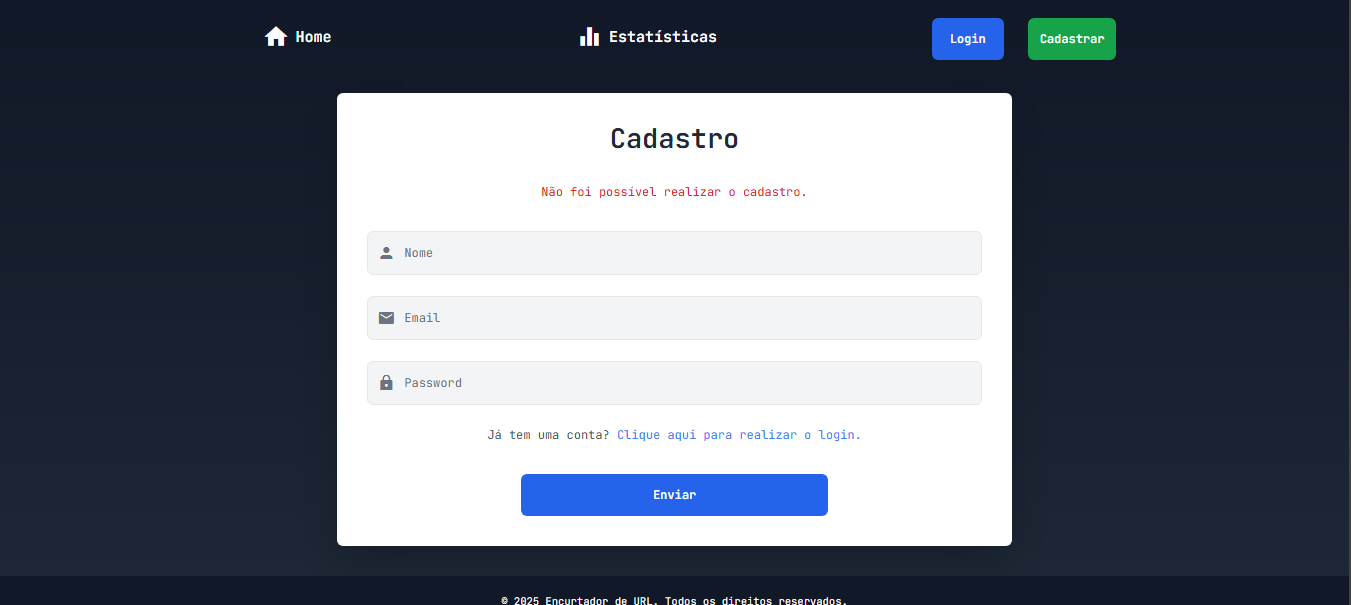 Home
Estatísticas
Login
Cadastrar
Cadastro
Não foi possível realizar o cadastro.
Nome
Email
Password
Já tem uma conta? Clique aqui para realizar o login.
Enviar
© 2025 Encurtador de URL. Todos os direitos reservados.